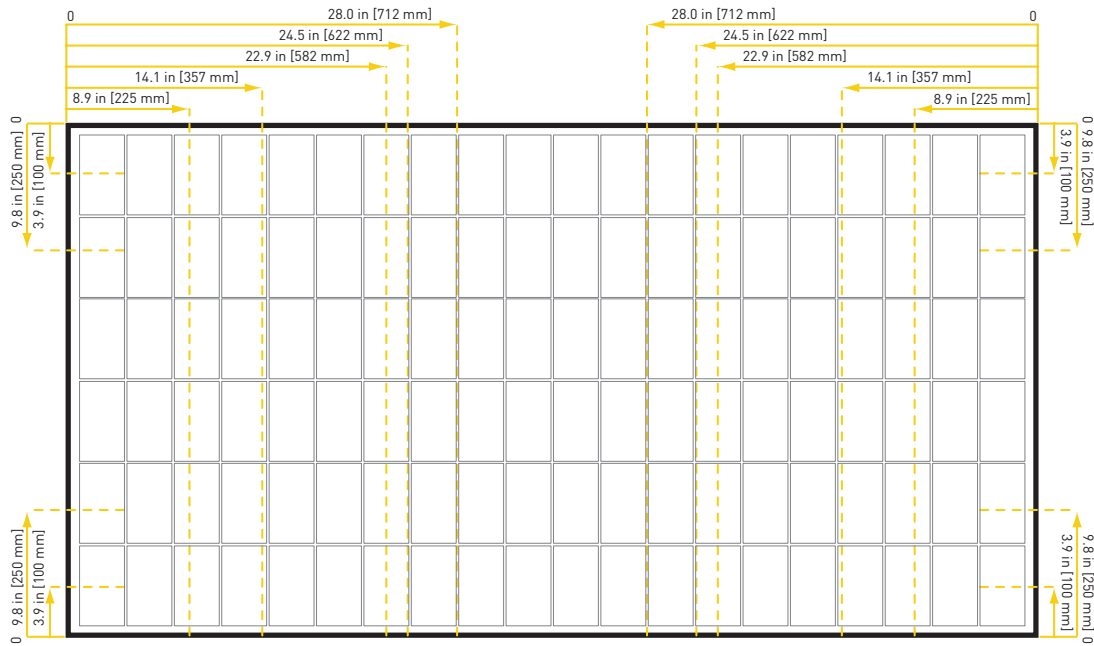 0
28.0 in [712 mm]
28.0 in [712 mm]
0
24.5 in [622 mm]
24.5 in [622 mm]
22.9 in [582 mm]
22.9 in [582 mm]
14.1 in [357 mm]
14.1 in [357 mm]
8.9 in [225 mm]
8.9 in [225 mm]
0
9.8 in [250 mm]
3.9 in [100 mm]
0
3.9 in [100 mm]
9.8 in [250 mm]
9.8 in [250 mm]
3.9 in [100 mm]
0
3.9 in [100 mm]
9.8 in [250 mm]
0